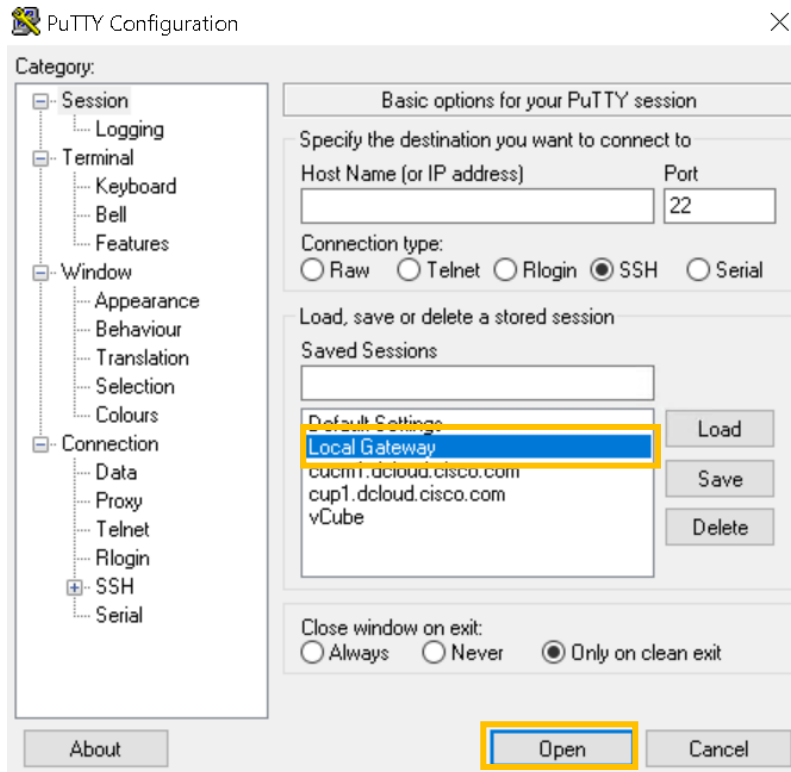 PuTTY Configuration
Category:
Session
Logging
Terminal
Keyboard
Bell
Features
Window
Appearance
Behaviour
Translation
Selection
Colours
Connection
Data
Proxy
Telnet
Rlogin
SSH
Serial
Basic options for your PuTTY session
Specify the destination you want to connect to
Host Name (or IP address) Port
22
Connection type:
Raw Telnet Rlogin SSH Serial
Load, save or delete a stored session
Saved Sessions
Default Settings
Local Gateway
cucm1.dcloud.cisco.com
cup1.dcloud.cisco.com
vCube
Load
Save
Delete
Close window on exit:
Always Never Only on clean exit
About Open Cancel